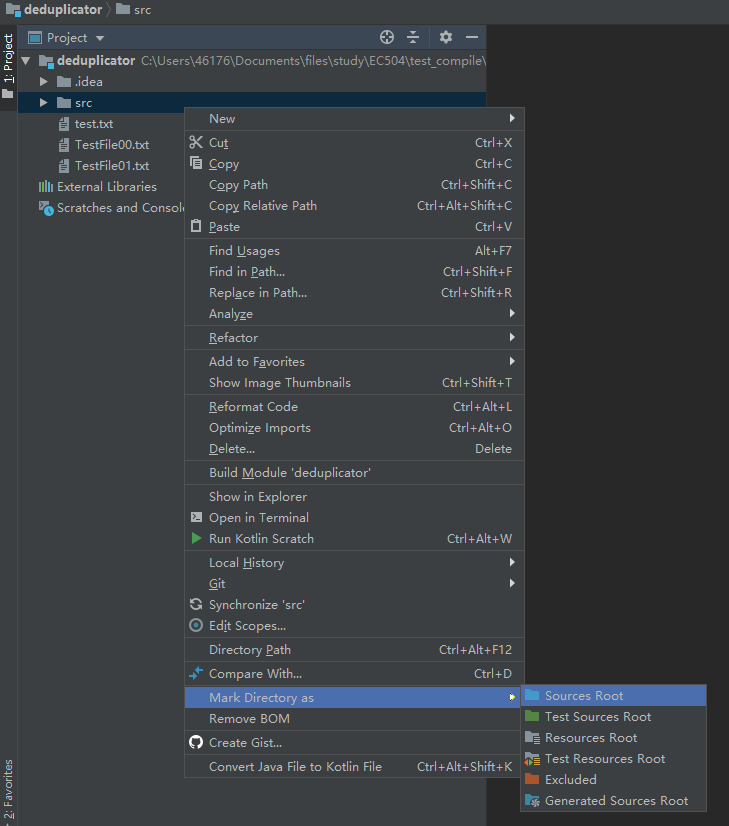 deduplicator src
1: Project
Project
deduplicator C:\Users\46176\Documents\files\study\EC504\test_compile\
.idea
src
test.txt
TestFile00.txt
TestFile01.txt
External Libraries
Scratches and Consol
New
Cut Ctrl+X
Copy Ctrl+C
Copy Path Ctrl+Shift+C
Copy Relative Path Ctrl+Alt+Shift+C
Paste Ctrl+V
Find Usages Alt+F7
Find in Path... Ctrl+Shift+F
Replace in Path... Ctrl+Shift+R
Analyze
Refactor
Add to Favorites
Show Image Thumbnails Ctrl+Shift+T
Reformat Code Ctrl+Alt+L
Optimize Imports Ctrl+Alt+O
Delete... Delete
Build Module 'deduplicator'
Show in Explorer
Open in Terminal
Run Kotlin Scratch Ctrl+Alt+W
Local History
Git
Synchronize 'src'
Edit Scopes...
Directory Path Ctrl+Alt+F12
Compare With... Ctrl+D
Mark Directory as
Remove BOM
Create Gist...
Convert Java File to Kotlin File Ctrl+Alt+Shift+K
Sources Root
Test Sources Root
Resources Root
Test Resources Root
Excluded
Generated Sources Root
2: Favorites